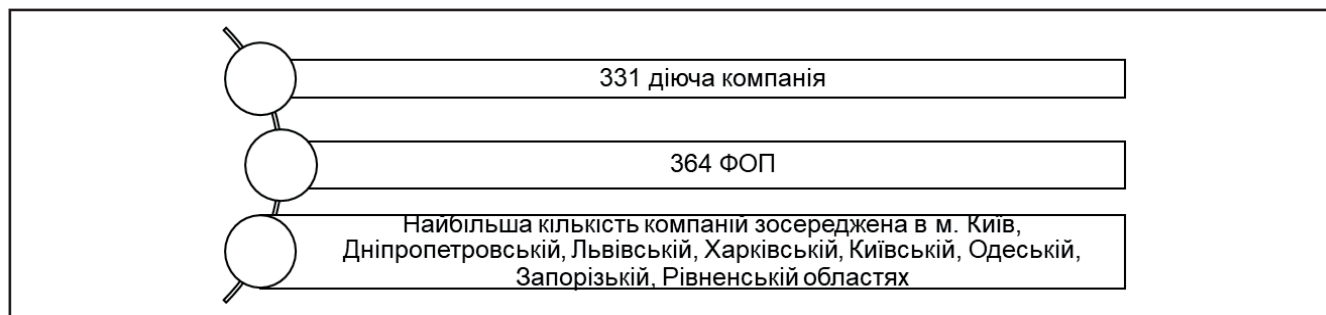 331 діюча компанія
364 ФОП
Найбільша кількість компаній зосереджена в м. Київ,
Дніпропетровській, Львівській, Харківській, Київській, Одеській,
Запорізькій, Рівненській областях